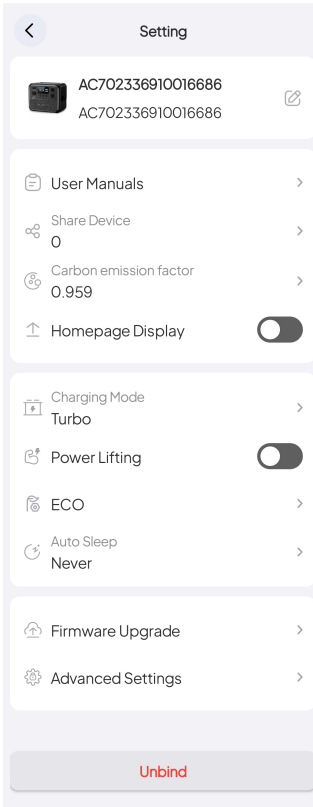 Setting
AC702336910016686
AC702336910016686
User Manuals
Share Device
0
Carbon emission factor
0.959
Homepage Display
Charging Mode
Turbo
Power Lifting
ECO
Auto Sleep
Never
Firmware Upgrade
Advanced Settings
Unbind